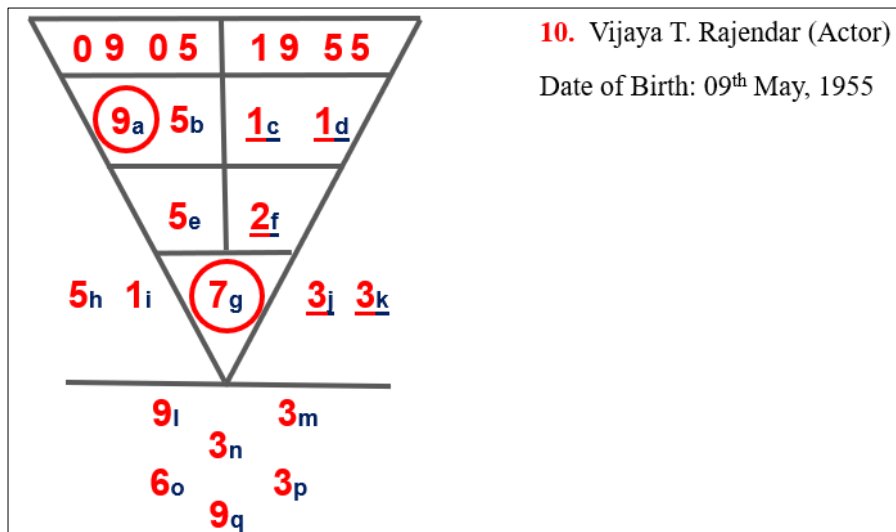 10. Vijaya T. Rajendar (Actor)
Date of Birth: 09th May, 1955
0 9 0 5 1 9 5 5
9a 5b 1c 1d
5e 2f
5h 1i 7g 3j 3k
9l 3m
3n
6o 3p
9q